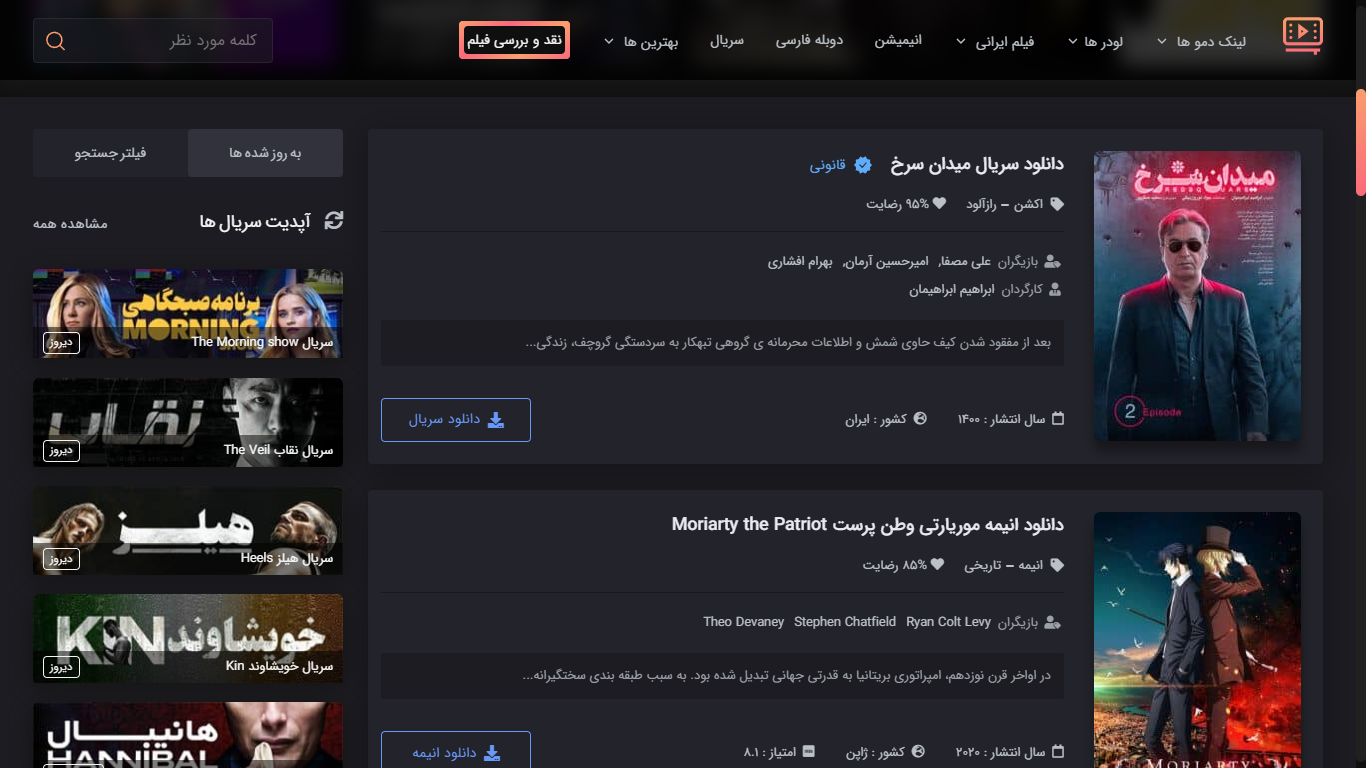 لینک دمو ها
لودر ها
فیلم ایرانی
انیمیشن
دوبله فارسی
سریال
بهترین ها
نقد و بررسی فیلم
کلمه مورد نظر
میدان سرخ
RED SQUARE
2 Episode
دانلود سریال میدان سرخ
قانونی
اکشن – رازآلود
۹۵% رضایت
بازیگران علی مصفا, امیرحسین آرمان, بهرام افشاری
کارگردان ابراهیم ابراهیمان
بعد از مفقود شدن کیف حاوی شمش و اطلاعات محرمانه ی گروهی تبهکار به سردستگی گروچف، زندگی...
سال انتشار : ۱۴۰۰
کشور : ایران
دانلود سریال
MORIARTY
دانلود انیمه موریارتی وطن پرست Moriarty the Patriot
انیمه – تاریخی
۸۵% رضایت
بازیگران Theo Devaney Stephen Chatfield Ryan Colt Levy
در اواخر قرن نوزدهم، امپراتوری بریتانیا به قدرتی جهانی تبدیل شده بود. به سبب طبقه بندی سختگیرانه...
سال انتشار : ۲۰۲۰
کشور : ژاپن
امتیاز : ۸.۱
دانلود انیمه
به روز شده ها
فیلتر جستجو
آپدیت سریال ها
مشاهده همه
برنامه صبحگاهی
MORNING
سریال The Morning show
دیروز
نقاب
سریال نقاب The Veil
دیروز
هیلز
سریال هیلز Heels
دیروز
خویشاوند KIN
سریال خویشاوند Kin
دیروز
هانیبال
HANNIBAL